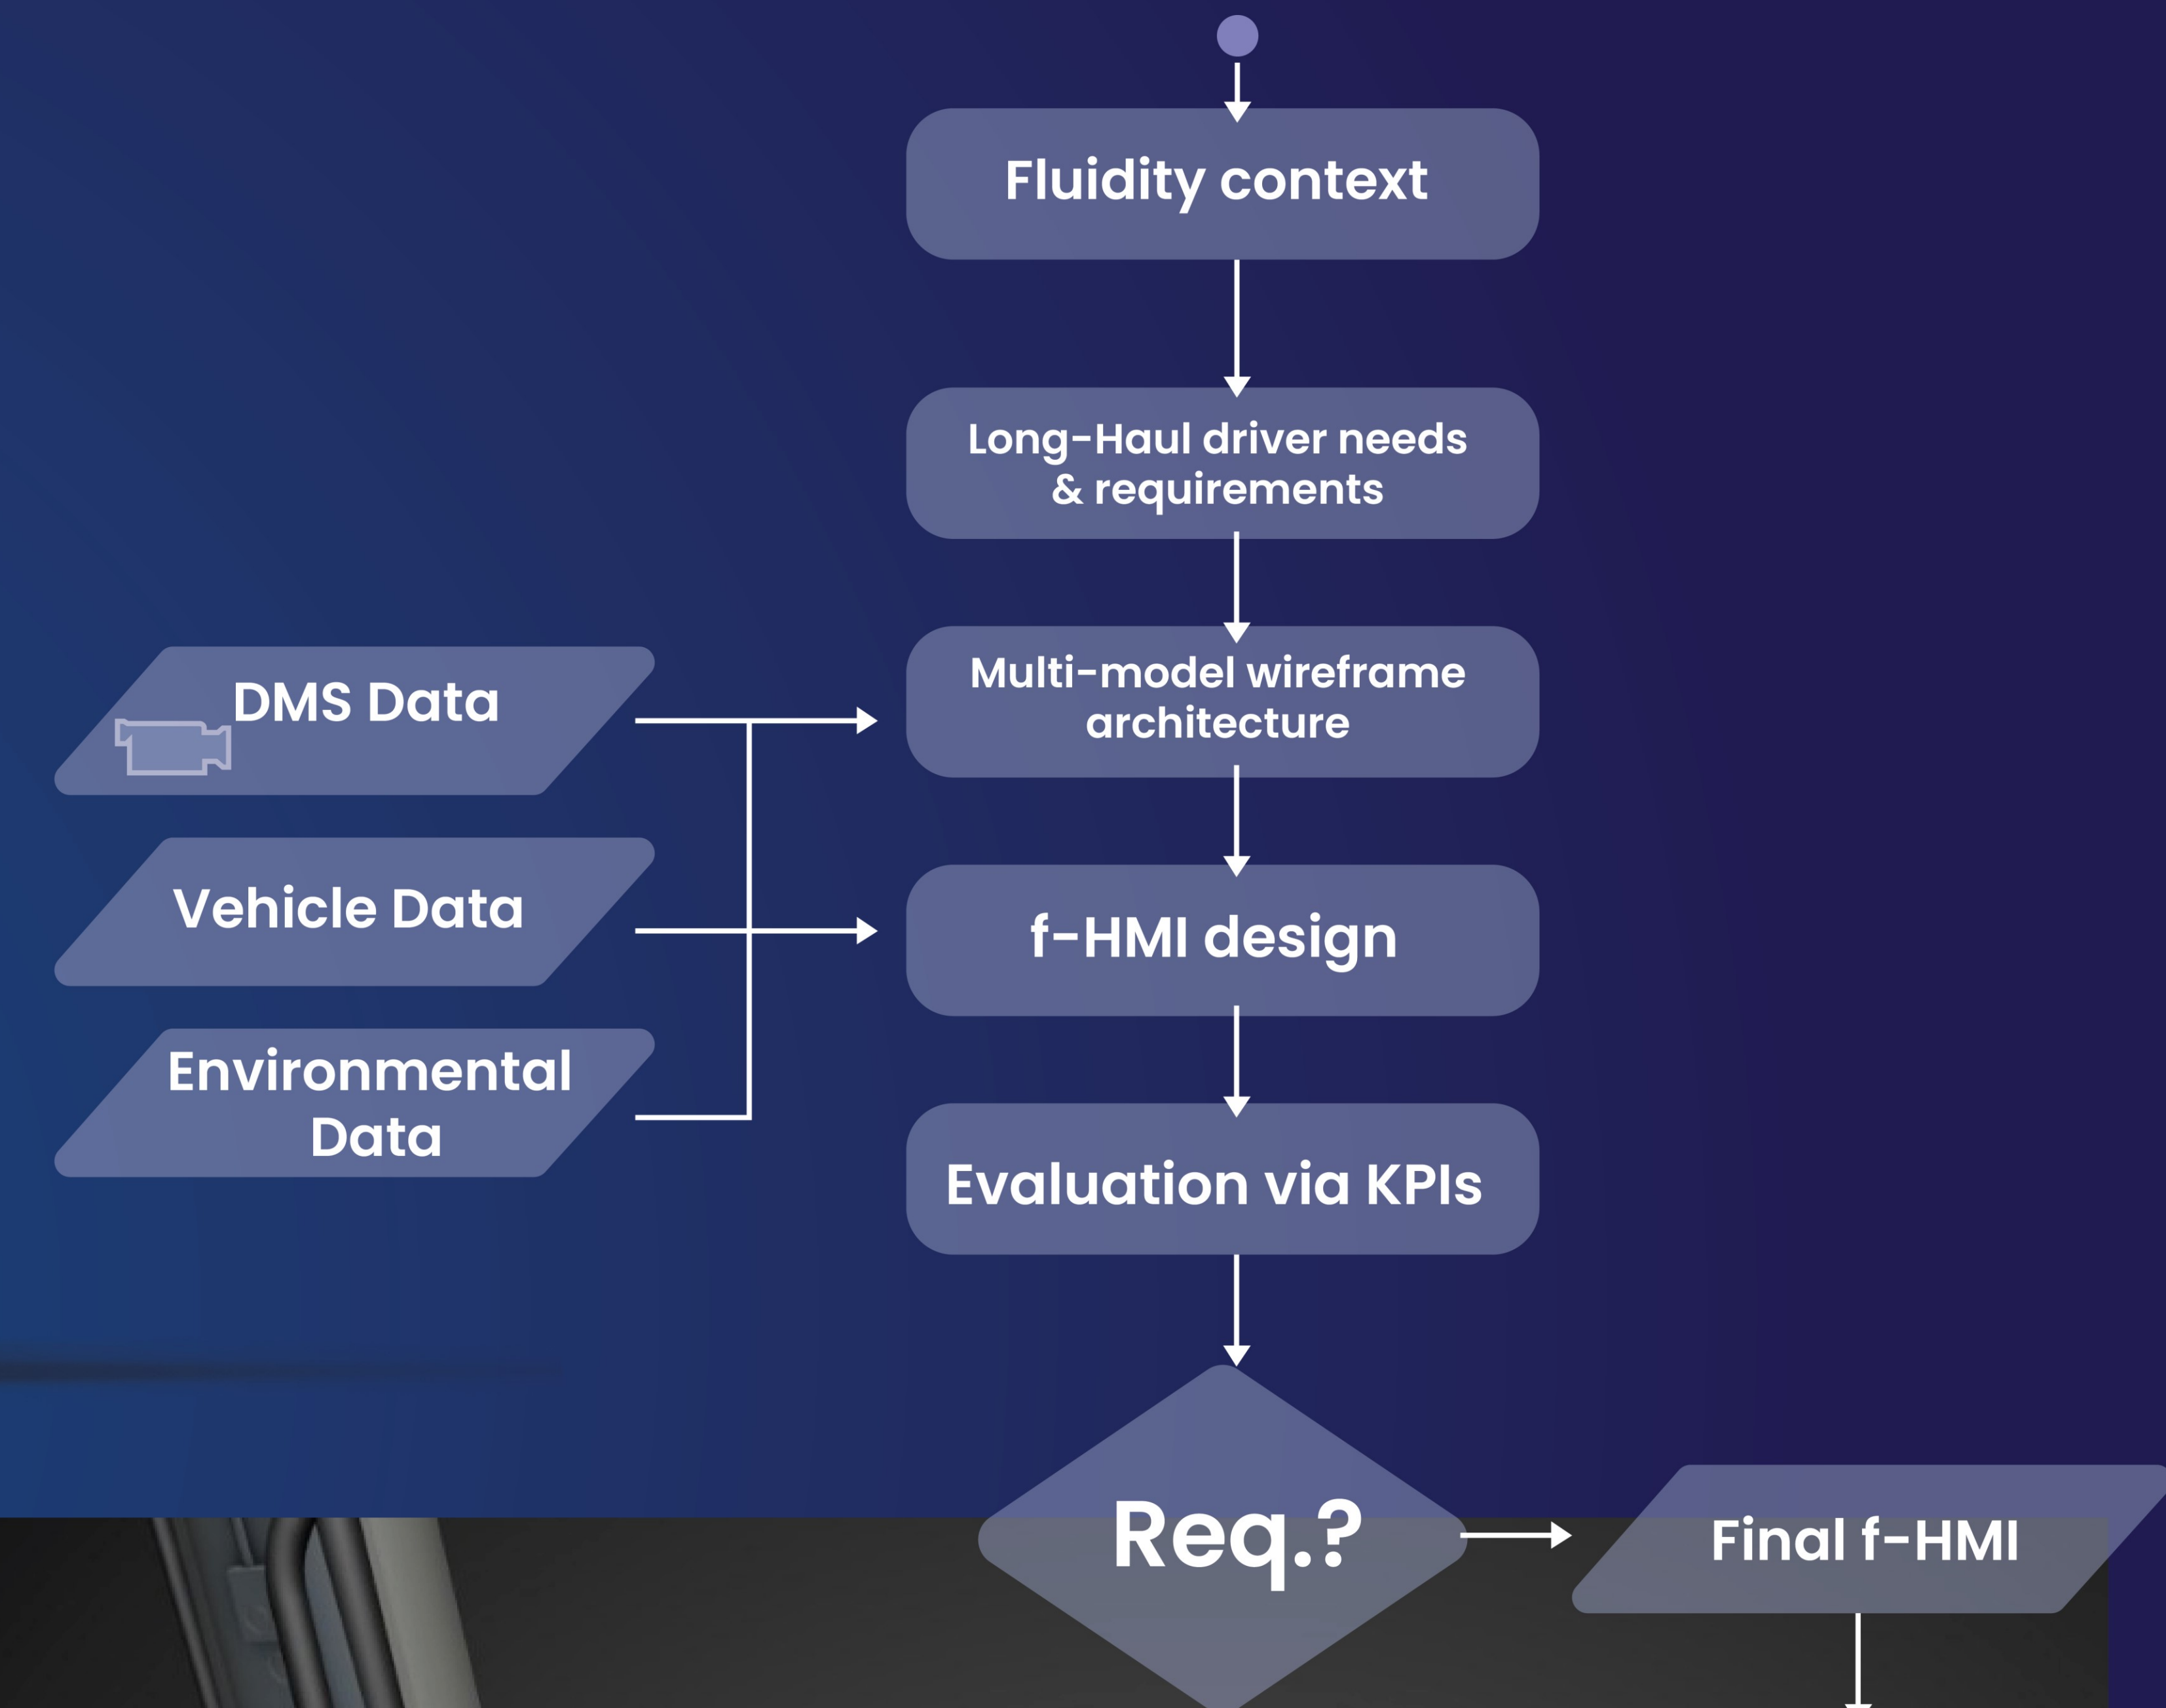 Fluidity context
Long-Haul driver needs
& requirements
Multi-model wireframe
architecture
DMS Data
Vehicle Data
f-HMI design
Environmental
Data
Evaluation via KPIs
Req.?
Final f-HMI